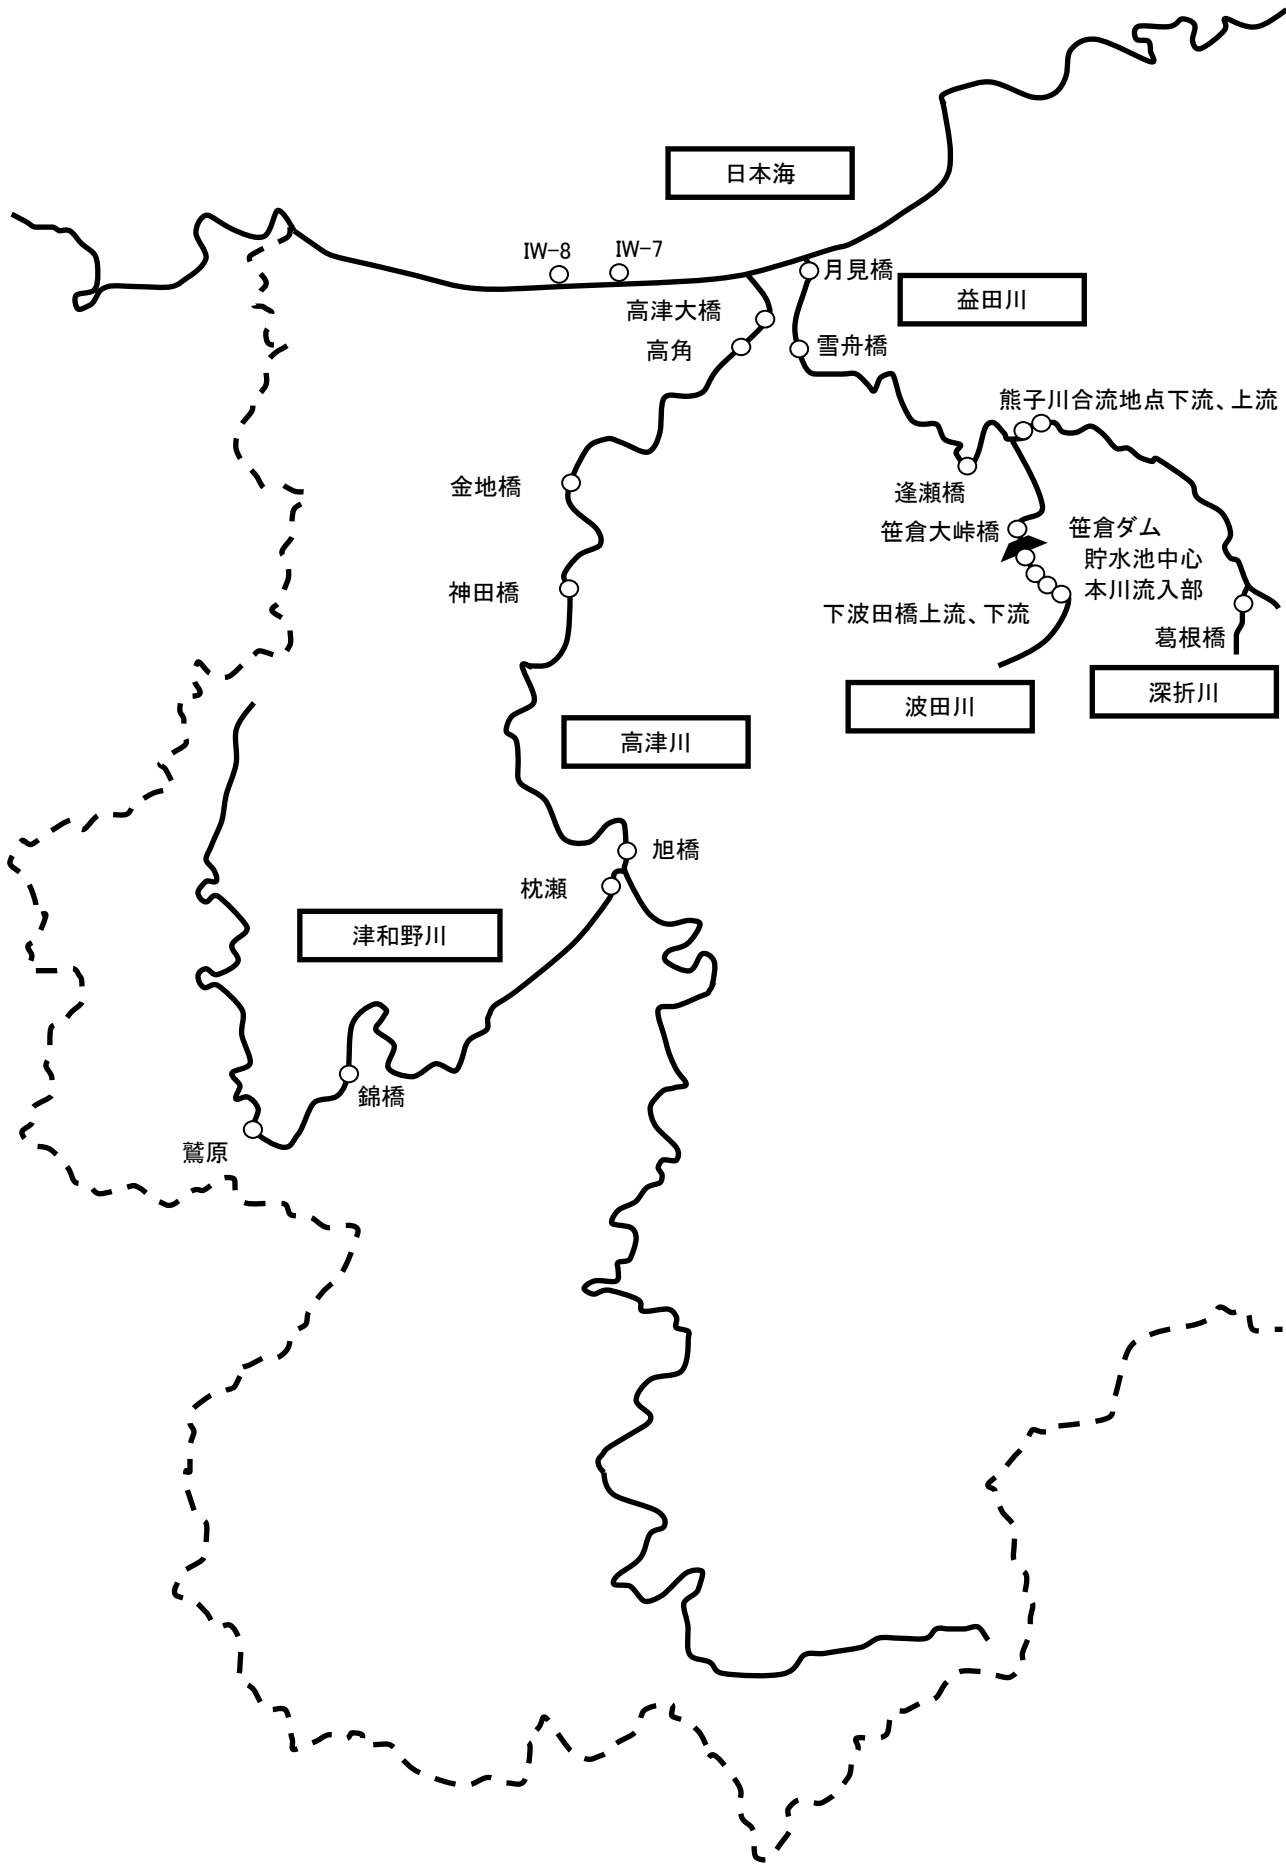 日本海
IW-8
IW-7
月見橋
益田川
高津大橋
高角
雪舟橋
熊子川合流地点下流、上流
金地橋
逢瀬橋
笹倉大峠橋
笹倉ダム
貯水池中心
本川流入部
神田橋
下波田橋上流、下流
葛根橋
深折川
波田川
高津川
旭橋
枕瀬
津和野川
錦橋
鷲原